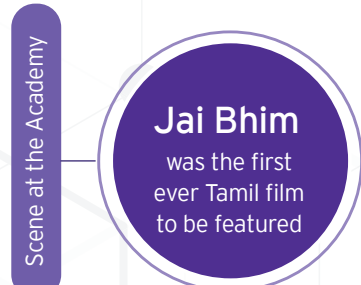 Scene at the Academy
Jai Bhim
was the first
ever Tamil film
to be featured